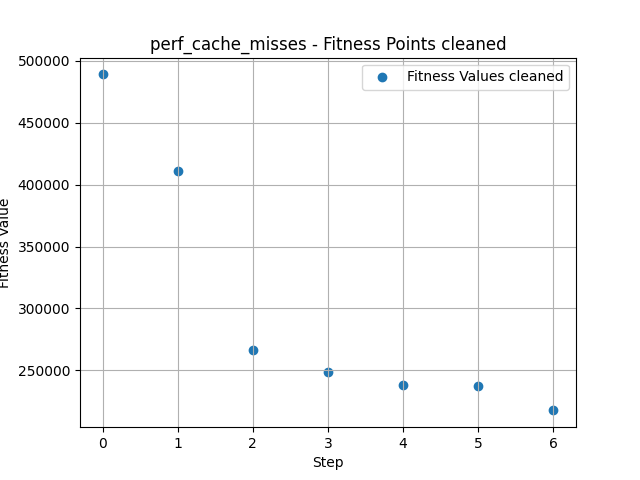 perf_cache_misses - Fitness Points cleaned
Fitness Values cleaned
500000
450000
400000
350000
300000
250000
Fitness Value
0 1 2 3 4 5 6
Step